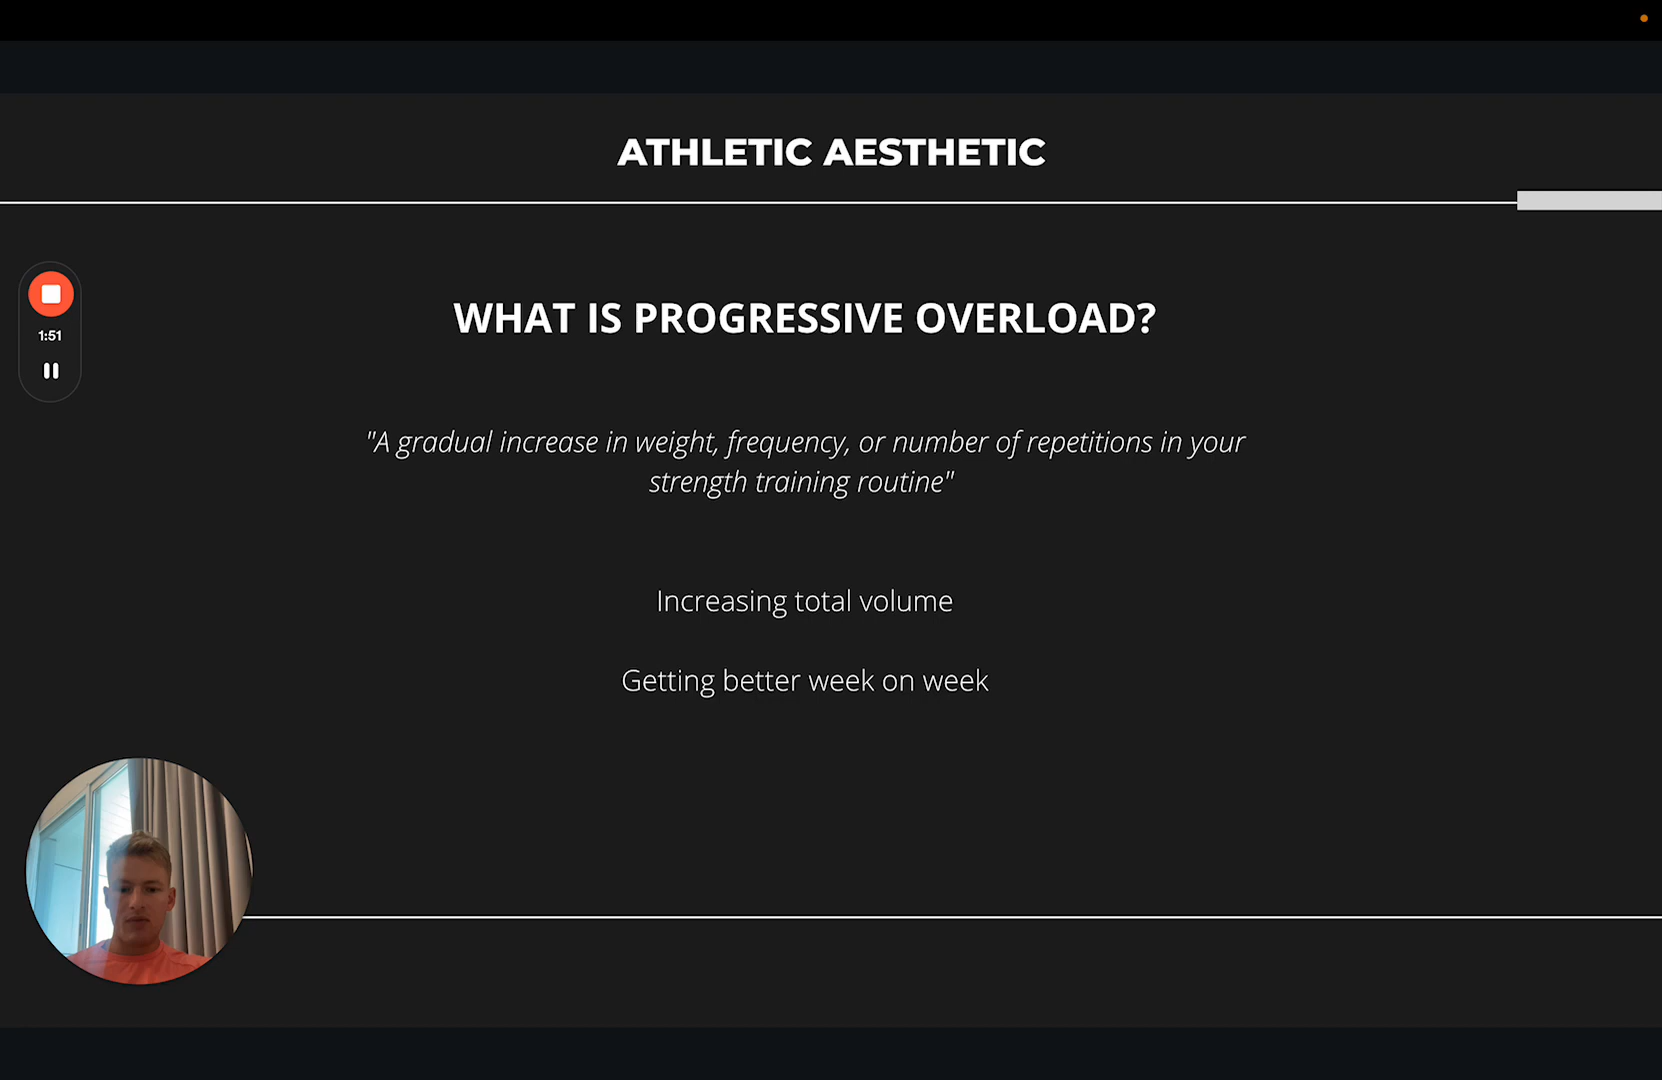 ATHLETIC AESTHETIC
1:51
WHAT IS PROGRESSIVE OVERLOAD?
"A gradual increase in weight, frequency, or number of repetitions in your
strength training routine"
Increasing total volume
Getting better week on week